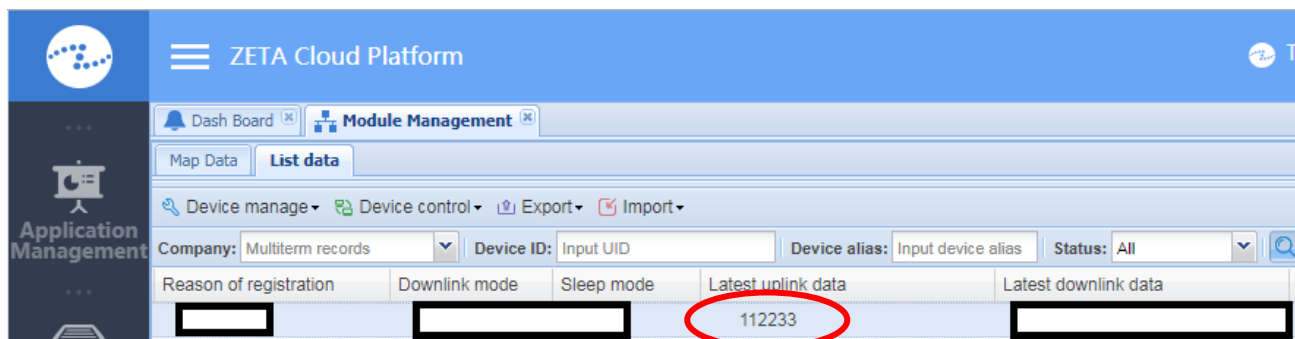 ZETA Cloud Platform
T
Dash Board
Module Management
Map Data
List data
Device manage
Device control
Export
Import
Application
Management
Company: Multiterm records
Device ID: Input UID
Device alias: Input device alias
Status: All
Reason of registration
Downlink mode
Sleep mode
Latest uplink data
Latest downlink data
112233